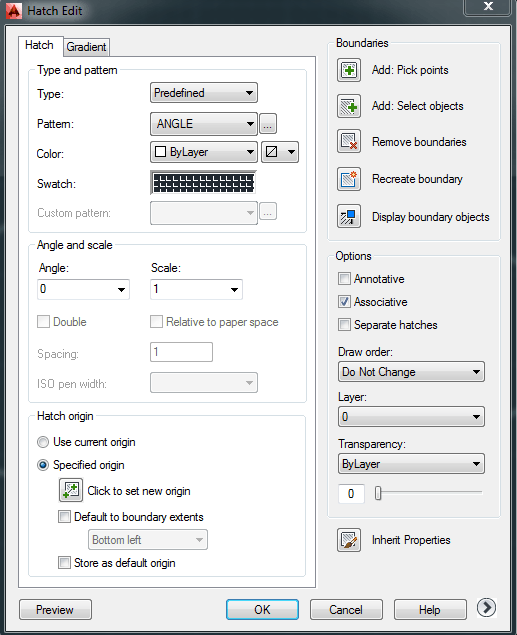 Hatch Edit
Hatch
Gradient
Type and pattern
Type:
Predefined
Pattern:
ANGLE
...
Color:
ByLayer
Swatch:
Custom pattern:
...
Angle and scale
Angle:
Scale:
0
1
Double
Relative to paper space
Spacing:
1
ISO pen width:
Hatch origin
Use current origin
Specified origin
Click to set new origin
Default to boundary extents
Bottom left
Store as default origin
Boundaries
Add: Pick points
Add: Select objects
Remove boundaries
Recreate boundary
Display boundary objects
Options
Annotative
Associative
Separate hatches
Draw order:
Do Not Change
Layer:
0
Transparency:
ByLayer
0
Inherit Properties
Preview
OK
Cancel
Help